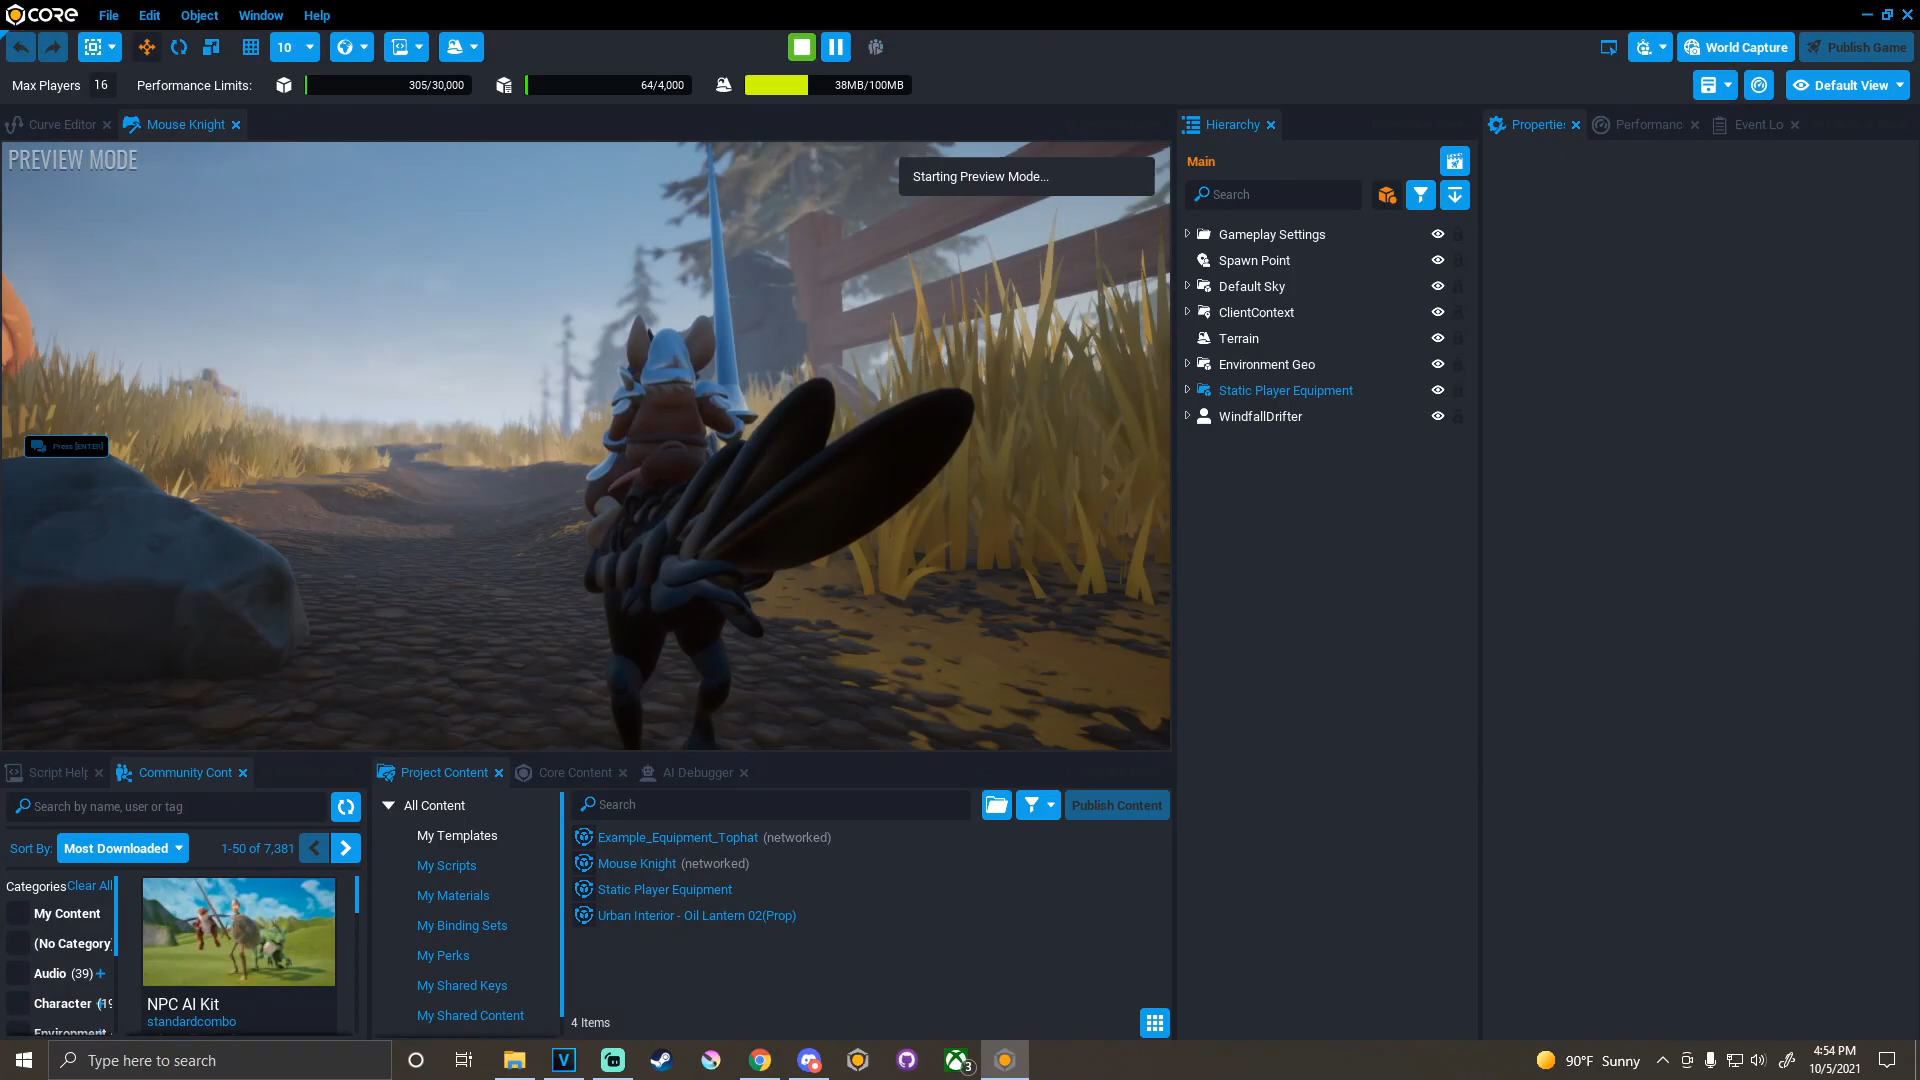 CORE File Edit Object Window Help
10 World Capture Publish Game
Max Players 16 Performance Limits: 305/30,000 64/4,000 38MB/100MB Default View
Curve Editor Mouse Knight Hierarchy Properties Performanc Event Lo
PREVIEW MODE
Starting Preview Mode...
Press [ENTER]
Main
Search
Gameplay Settings
Spawn Point
Default Sky
ClientContext
Terrain
Environment Geo
Static Player Equipment
WindfallDrifter
Script Help Community Cont
Search by name, user or tag
Sort By: Most Downloaded 1-50 of 7,381
Categories Clear All
My Content
(No Category
Audio (39) +
Character (19
Environment
NPC AI Kit
standardcombo
Project Content Core Content AI Debugger
All Content
My Templates
My Scripts
My Materials
My Binding Sets
My Perks
My Shared Keys
My Shared Content
Search Publish Content
Example_Equipment_Tophat (networked)
Mouse Knight (networked)
Static Player Equipment
Urban Interior - Oil Lantern 02(Prop)
4 Items
Type here to search
V
3
90°F Sunny
4:54 PM
10/5/2021